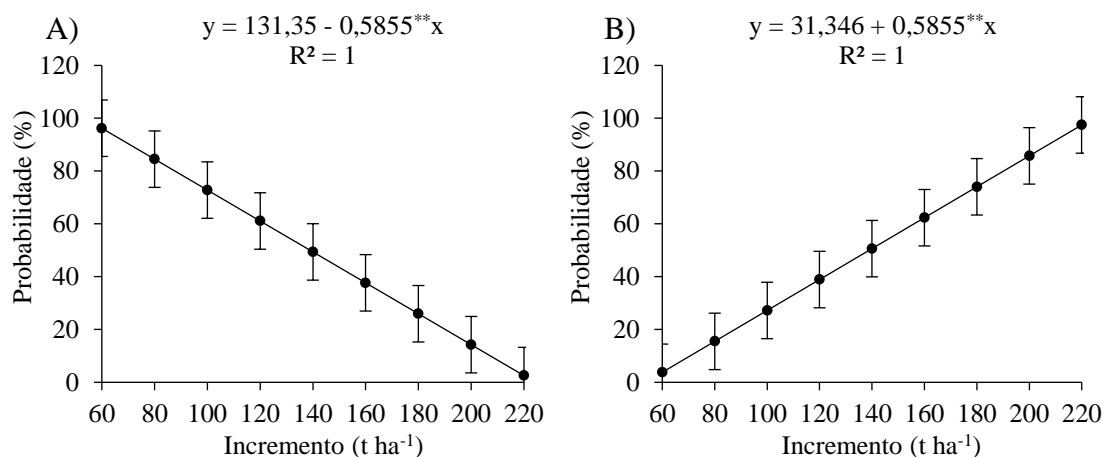 A)
y = 131,35 - 0,5855**x
R² = 1
Probabilidade (%)
120
100
80
60
40
20
0
60 80 100 120 140 160 180 200 220
Incremento (t ha-1)
B)
y = 31,346 + 0,5855**x
R² = 1
Probabilidade (%)
120
100
80
60
40
20
0
60 80 100 120 140 160 180 200 220
Incremento (t ha-1)